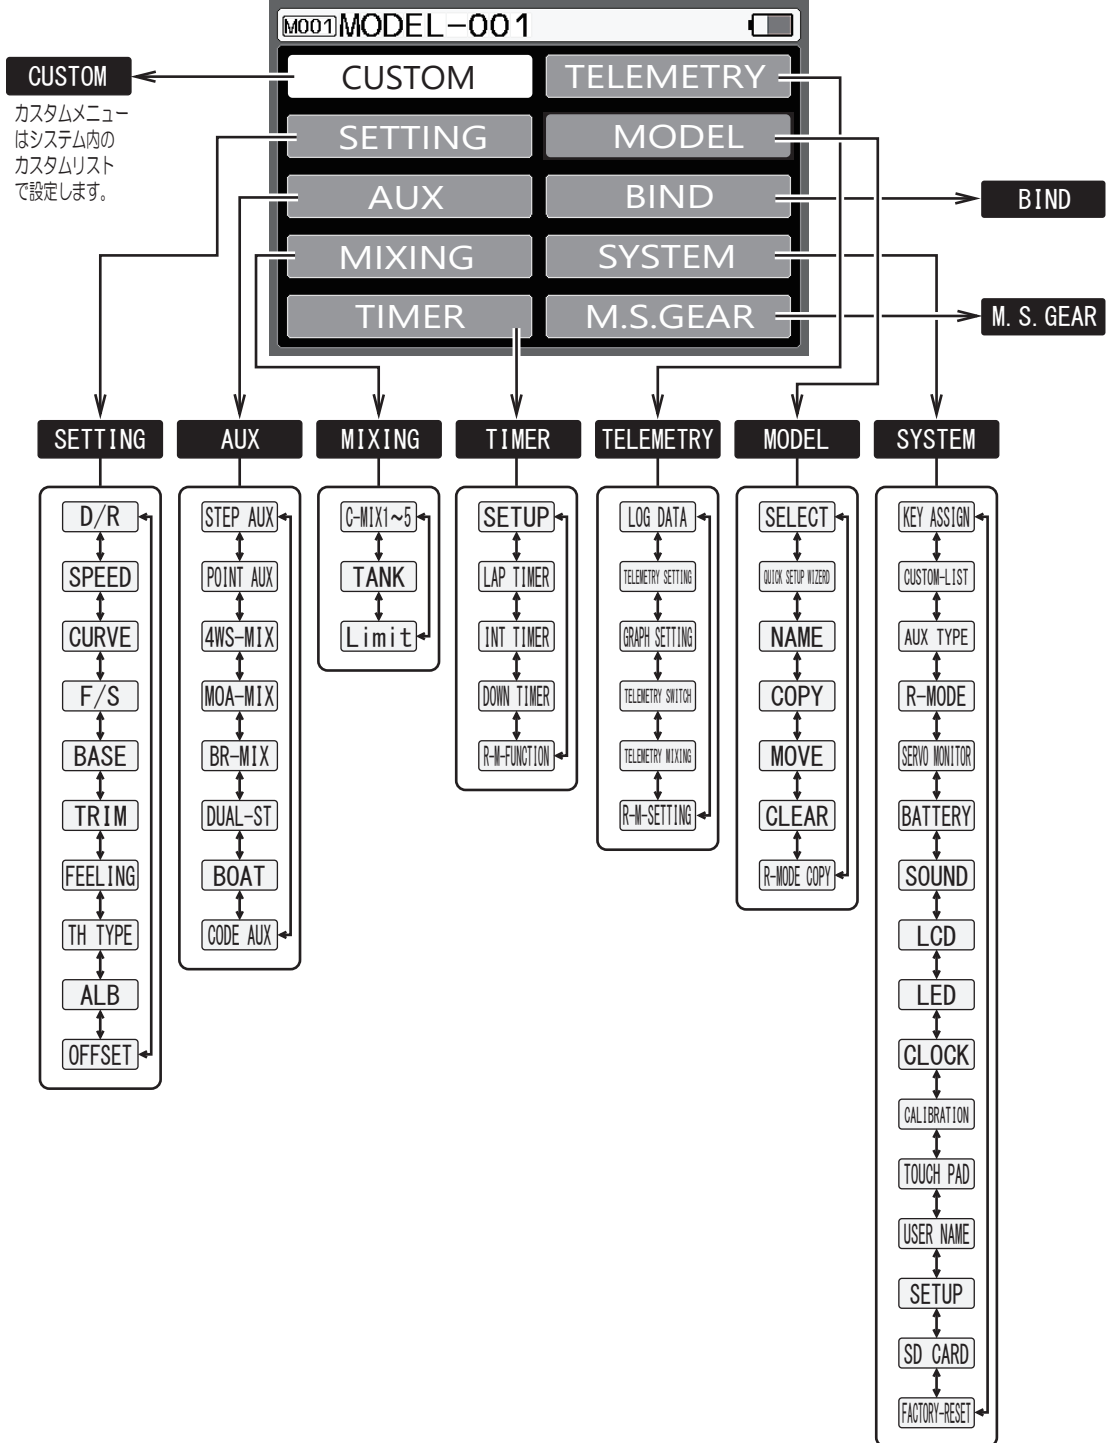 M001 MODEL-001
CUSTOM
TELEMETRY
SETTING
MODEL
AUX
BIND
MIXING
SYSTEM
TIMER
M.S.GEAR
CUSTOM
カスタムメニュー
はシステム内の
カスタムリスト
で設定します。
BIND
M.S.GEAR
SETTING
D/R
SPEED
CURVE
F/S
BASE
TRIM
FEELING
TH TYPE
ALB
OFFSET
AUX
STEP AUX
POINT AUX
4WS-MIX
MOA-MIX
BR-MIX
DUAL-ST
BOAT
CODE AUX
MIXING
C-MIX1~5
TANK
Limit
TIMER
SETUP
LAP TIMER
INT TIMER
DOWN TIMER
R-M-FUNCTION
TELEMETRY
LOG DATA
TELEMETRY SETTING
GRAPH SETTING
TELEMETRY SWITCH
TELEMETRY MIXING
R-M-SETTING
MODEL
SELECT
QUICK SETUP WIZERD
NAME
COPY
MOVE
CLEAR
R-MODE COPY
SYSTEM
KEY ASSIGN
CUSTOM-LIST
AUX TYPE
R-MODE
SERVO MONITOR
BATTERY
SOUND
LCD
LED
CLOCK
CALIBRATION
TOUCH PAD
USER NAME
SETUP
SD CARD
FACTORY-RESET